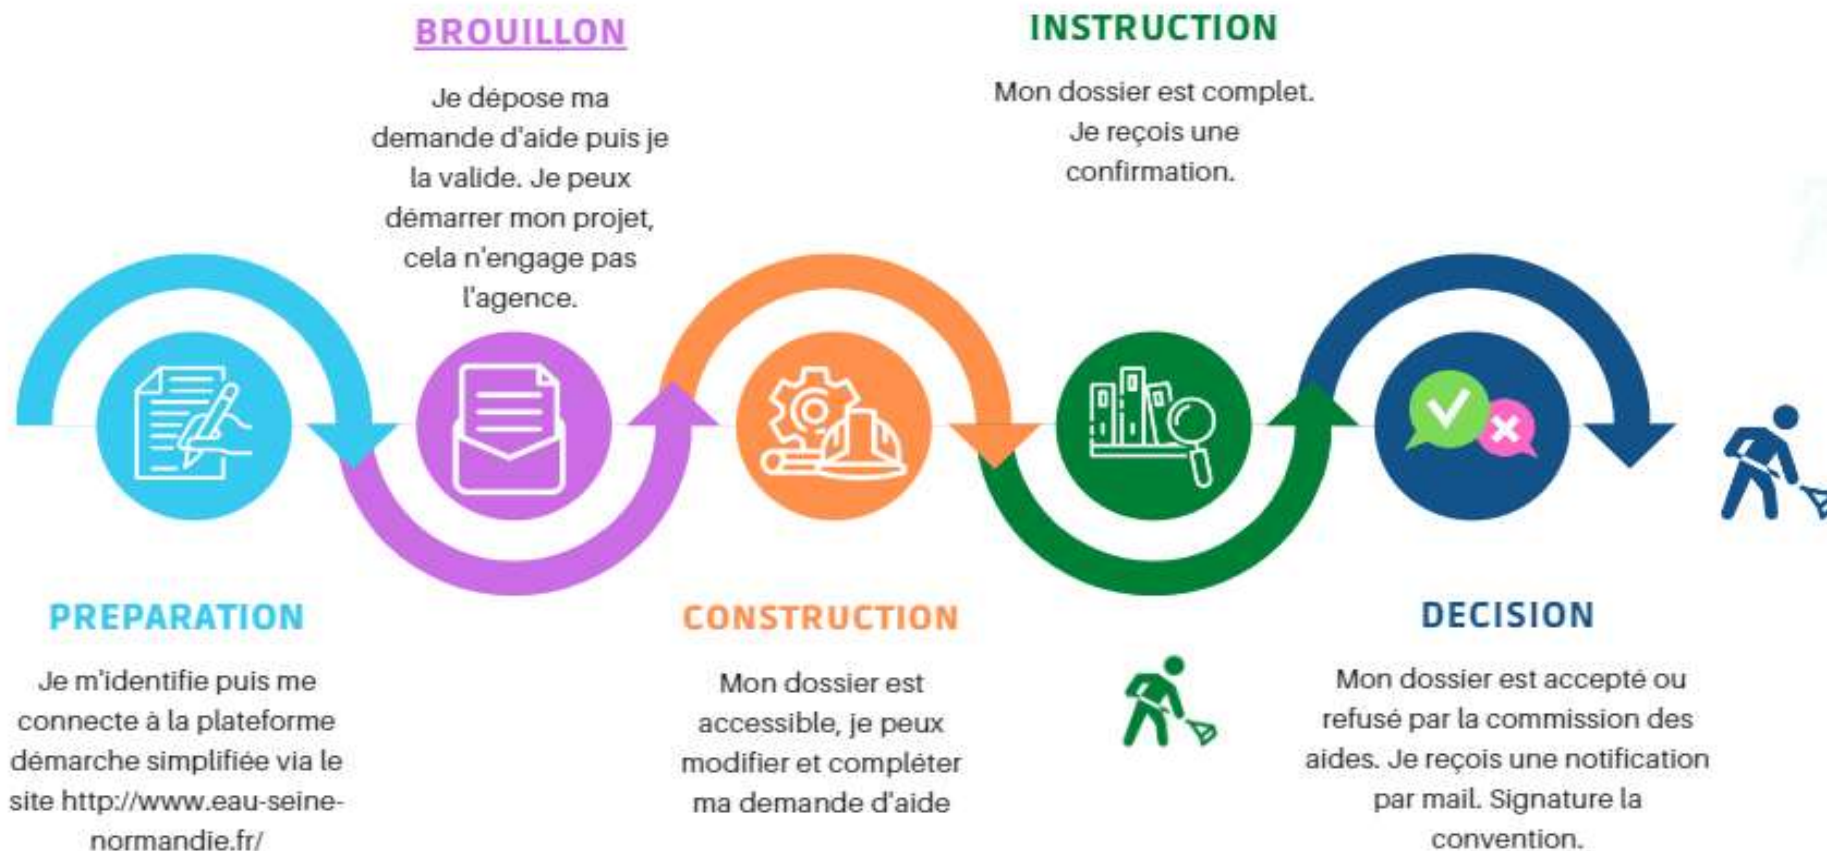 BROUILLON
Je dépose ma
demande d'aide puis je
la valide. Je peux
démarrer mon projet,
cela n'engage pas
l'agence.
INSTRUCTION
Mon dossier est complet.
Je reçois une
confirmation.
PREPARATION
Je m'identifie puis me
connecte à la plateforme
démarche simplifiée via le
site http://www.eau-seine-
normandie.fr/
CONSTRUCTION
Mon dossier est
accessible, je peux
modifier et compléter
ma demande d'aide
DECISION
Mon dossier est accepté ou
refusé par la commission des
aides. Je reçois une notification
par mail. Signature la
convention.